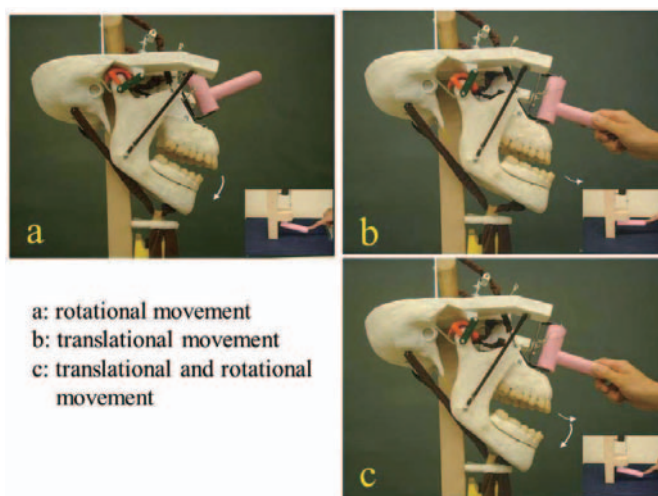 a
b
a: rotational movement
b: translational movement
c: translational and rotational
movement
c